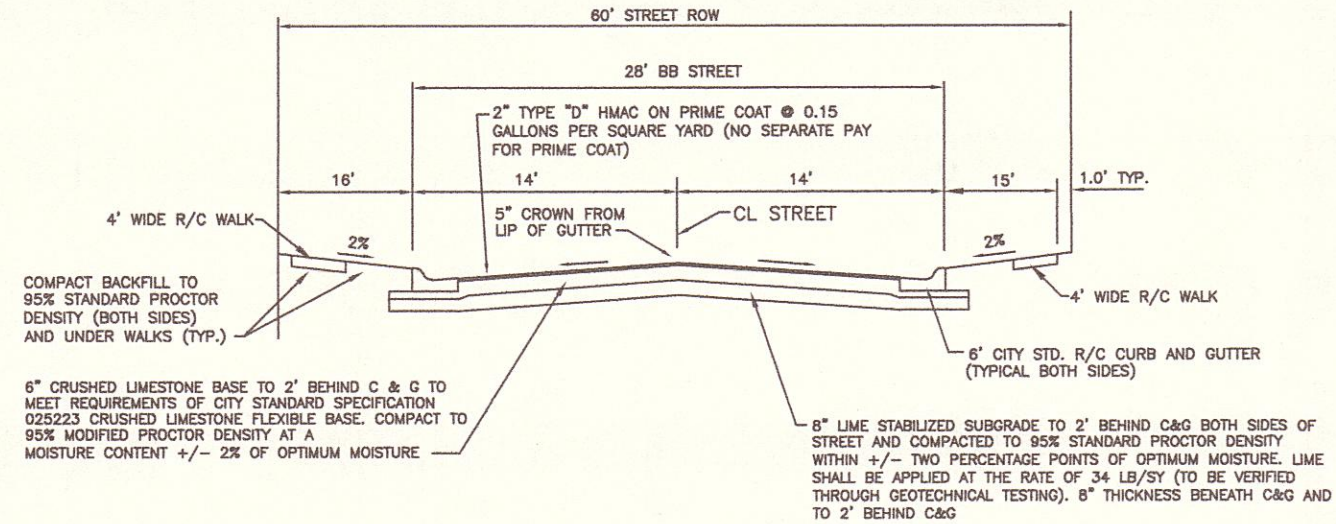 60' STREET ROW
28' BB STREET
2" TYPE "D" HMAC ON PRIME COAT @ 0.15
GALLONS PER SQUARE YARD (NO SEPARATE PAY
FOR PRIME COAT)
16'
14'
14'
15'
1.0' TYP.
4' WIDE R/C WALK
5" CROWN FROM
LIP OF GUTTER
CL STREET
2%
2%
COMPACT BACKFILL TO
95% STANDARD PROCTOR
DENSITY (BOTH SIDES)
AND UNDER WALKS (TYP.)
4' WIDE R/C WALK
6' CITY STD. R/C CURB AND GUTTER
(TYPICAL BOTH SIDES)
6" CRUSHED LIMESTONE BASE TO 2' BEHIND C & G TO
MEET REQUIREMENTS OF CITY STANDARD SPECIFICATION
025223 CRUSHED LIMESTONE FLEXIBLE BASE. COMPACT TO
95% MODIFIED PROCTOR DENSITY AT A
MOISTURE CONTENT +/- 2% OF OPTIMUM MOISTURE
8" LIME STABILIZED SUBGRADE TO 2' BEHIND C&G BOTH SIDES OF
STREET AND COMPACTED TO 95% STANDARD PROCTOR DENSITY
WITHIN +/- TWO PERCENTAGE POINTS OF OPTIMUM MOISTURE. LIME
SHALL BE APPLIED AT THE RATE OF 34 LB/SY (TO BE VERIFIED
THROUGH GEOTECHNICAL TESTING). 8" THICKNESS BENEATH C&G AND
TO 2' BEHIND C&G